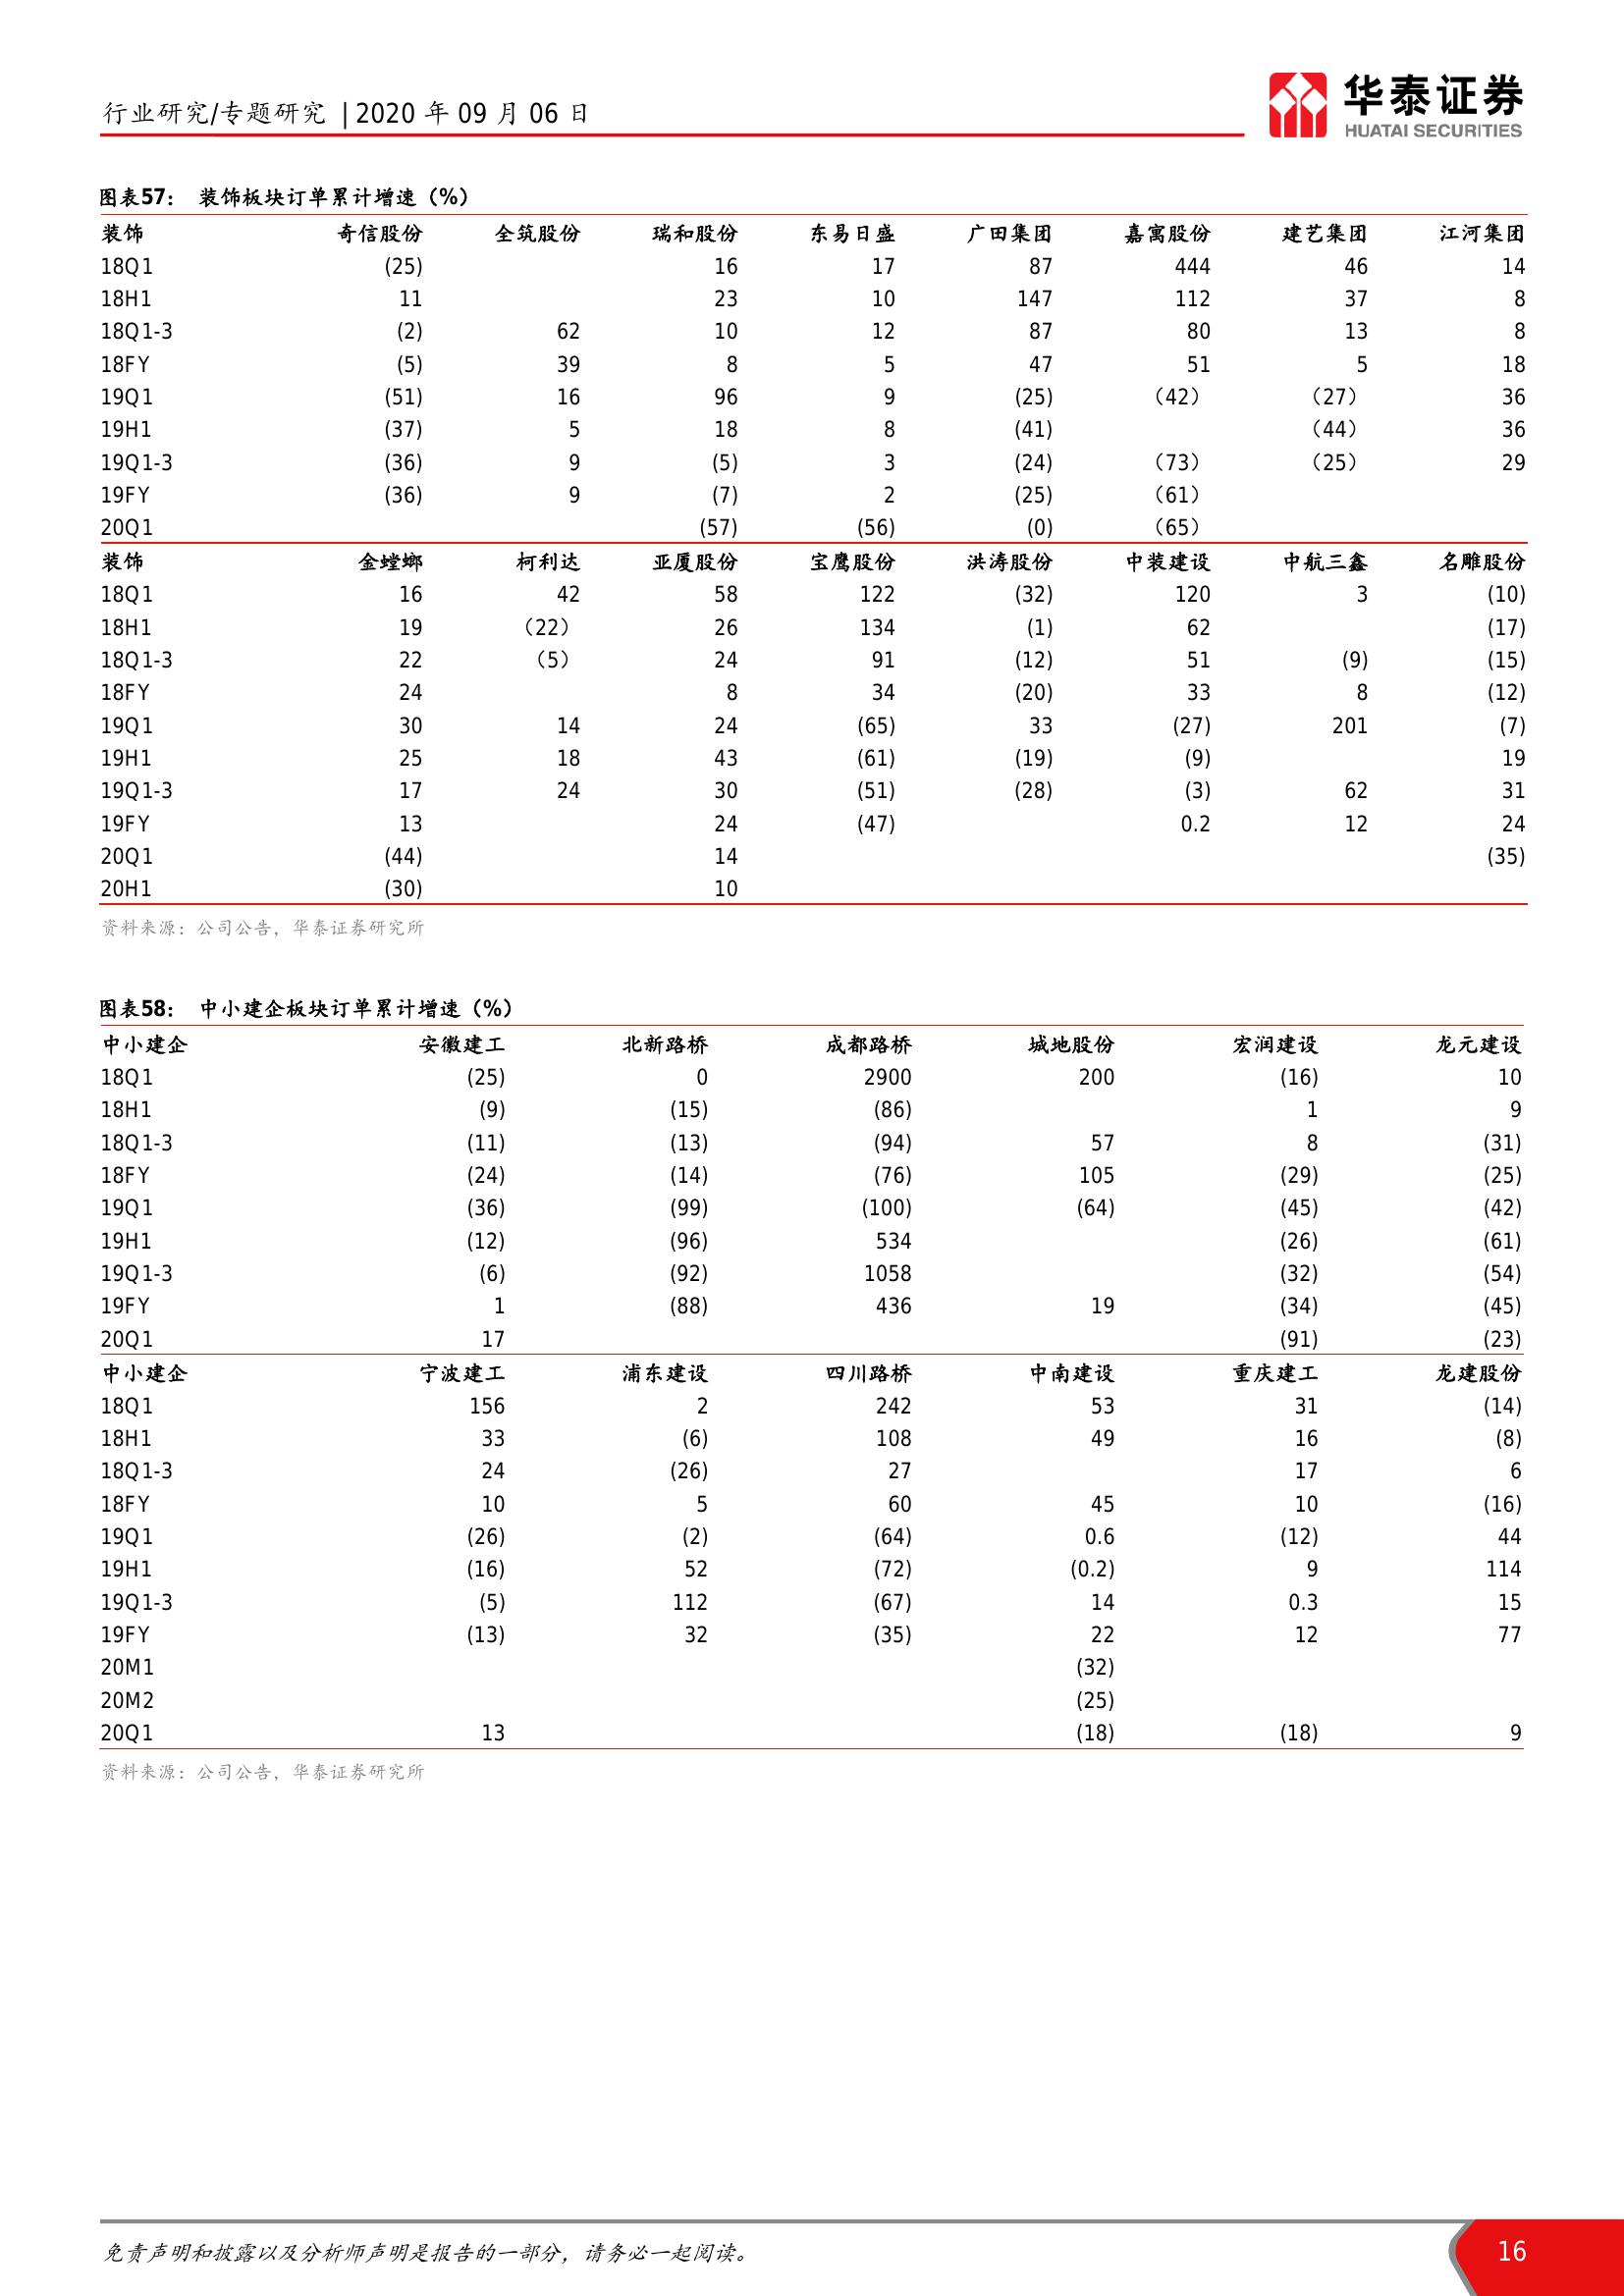 行业研究/专题研究 | 2020 年 09 月 06 日
华泰证券
HUATAI SECURITIES
图表57： 装饰板块订单累计增速（%）
装饰 奇信股份 全筑股份 瑞和股份 东易日盛 广田集团 嘉寓股份 建艺集团 江河集团
18Q1 (25) 16 17 87 444 46 14
18H1 11 23 10 147 112 37 8
18Q1-3 (2) 62 10 12 87 80 13 8
18FY (5) 39 8 5 47 51 5 18
19Q1 (51) 16 96 9 (25) （42） （27） 36
19H1 (37) 5 18 8 (41) （44） 36
19Q1-3 (36) 9 (5) 3 (24) （73） （25） 29
19FY (36) 9 (7) 2 (25) （61）
20Q1 (57) (56) (0) （65）
装饰 金螳螂 柯利达 亚厦股份 宝鹰股份 洪涛股份 中装建设 中航三鑫 名雕股份
18Q1 16 42 58 122 (32) 120 3 (10)
18H1 19 （22） 26 134 (1) 62 (17)
18Q1-3 22 （5） 24 91 (12) 51 (9) (15)
18FY 24 8 34 (20) 33 8 (12)
19Q1 30 14 24 (65) 33 (27) 201 (7)
19H1 25 18 43 (61) (19) (9) 19
19Q1-3 17 24 30 (51) (28) (3) 62 31
19FY 13 24 (47) 0.2 12 24
20Q1 (44) 14 (35)
20H1 (30) 10
资料来源：公司公告，华泰证券研究所
图表58： 中小建企板块订单累计增速（%）
中小建企 安徽建工 北新路桥 成都路桥 城地股份 宏润建设 龙元建设
18Q1 (25) 0 2900 200 (16) 10
18H1 (9) (15) (86) 1 9
18Q1-3 (11) (13) (94) 57 8 (31)
18FY (24) (14) (76) 105 (29) (25)
19Q1 (36) (99) (100) (64) (45) (42)
19H1 (12) (96) 534 (26) (61)
19Q1-3 (6) (92) 1058 (32) (54)
19FY 1 (88) 436 19 (34) (45)
20Q1 17 (91) (23)
中小建企 宁波建工 浦东建设 四川路桥 中南建设 重庆建工 龙建股份
18Q1 156 2 242 53 31 (14)
18H1 33 (6) 108 49 16 (8)
18Q1-3 24 (26) 27 17 6
18FY 10 5 60 45 10 (16)
19Q1 (26) (2) (64) 0.6 (12) 44
19H1 (16) 52 (72) (0.2) 9 114
19Q1-3 (5) 112 (67) 14 0.3 15
19FY (13) 32 (35) 22 12 77
20M1 (32)
20M2 (25)
20Q1 13 (18) (18) 9
资料来源：公司公告，华泰证券研究所
免责声明和披露以及分析师声明是报告的一部分，请务必一起阅读。
16